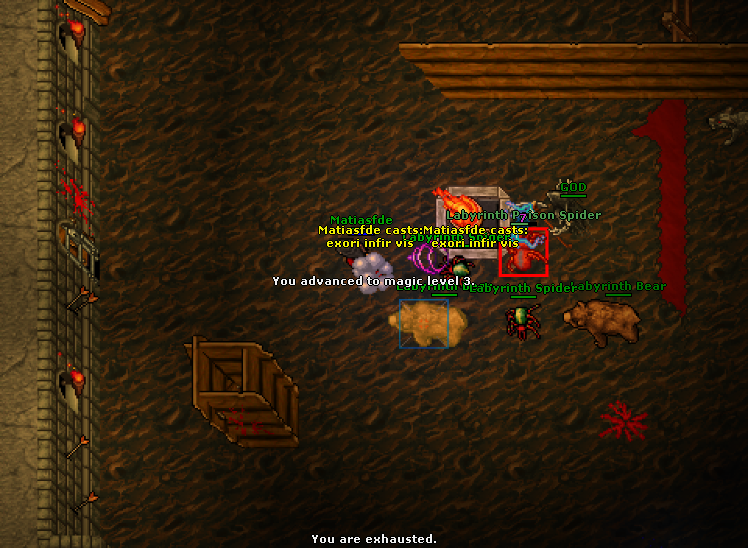 GOD
Labyrinth Poison Spider
Matiasfde
Matiasfde casts:
exori infir vis
Matiasfde casts:
exori infir vis
You advanced to magic level 3.
Labyrinth
Labyrinth Spider
Labyrinth Bear
You are exhausted.